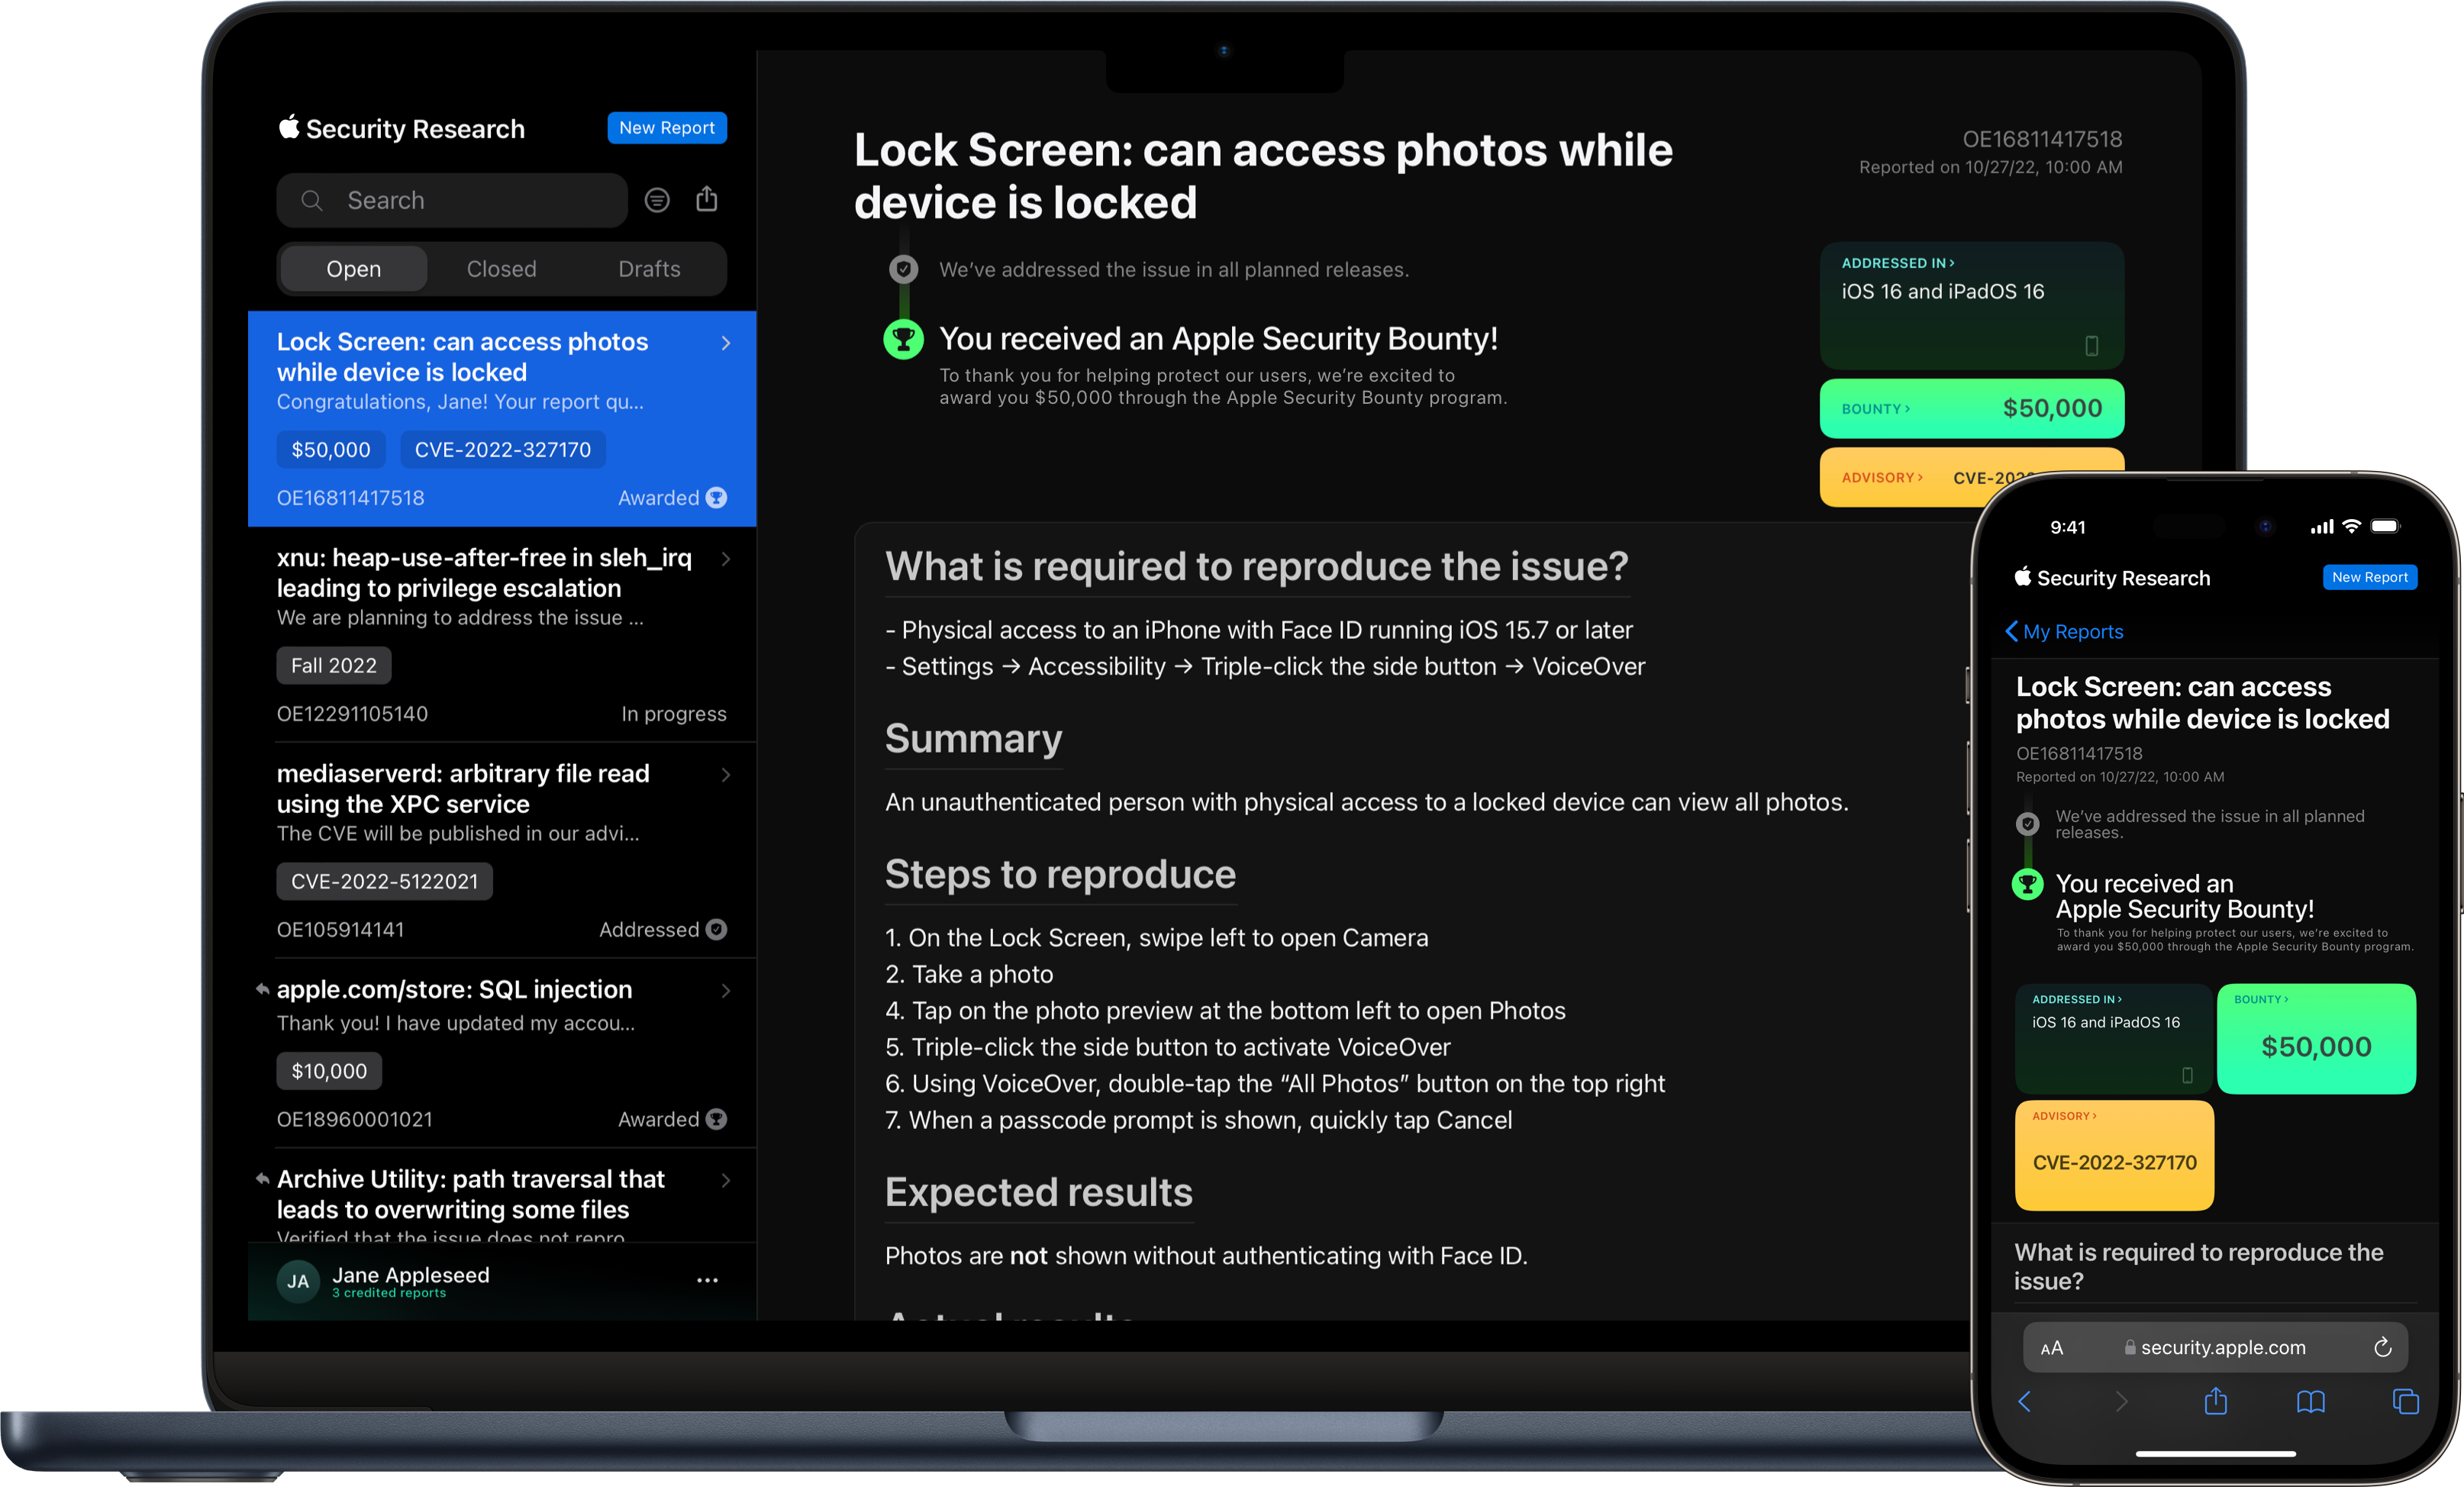 Security Research
New Report
Search
Open
Closed
Drafts
Lock Screen: can access photos
while device is locked
Congratulations, Jane! Your report qu...
$50,000
CVE-2022-327170
OE16811417518
Awarded
xnu: heap-use-after-free in sleh_irq
leading to privilege escalation
We are planning to address the issue ...
Fall 2022
OE12291105140
In progress
mediaserverd: arbitrary file read
using the XPC service
The CVE will be published in our advi...
CVE-2022-5122021
OE105914141
Addressed
apple.com/store: SQL injection
Thank you! I have updated my accou...
$10,000
OE18960001021
Awarded
Archive Utility: path traversal that
leads to overwriting some files
Verified that the issue does not repro
JA
Jane Appleseed
3 credited reports
Lock Screen: can access photos while
device is locked
OE16811417518
Reported on 10/27/22, 10:00 AM
We’ve addressed the issue in all planned releases.
You received an Apple Security Bounty!
To thank you for helping protect our users, we’re excited to
award you $50,000 through the Apple Security Bounty program.
ADDRESSED IN ›
iOS 16 and iPadOS 16
BOUNTY ›
$50,000
ADVISORY ›
CVE-202
What is required to reproduce the issue?
- Physical access to an iPhone with Face ID running iOS 15.7 or later
- Settings → Accessibility → Triple-click the side button → VoiceOver
Summary
An unauthenticated person with physical access to a locked device can view all photos.
Steps to reproduce
1. On the Lock Screen, swipe left to open Camera
2. Take a photo
4. Tap on the photo preview at the bottom left to open Photos
5. Triple-click the side button to activate VoiceOver
6. Using VoiceOver, double-tap the “All Photos” button on the top right
7. When a passcode prompt is shown, quickly tap Cancel
Expected results
Photos are not shown without authenticating with Face ID.
Actual results
9:41
Security Research
New Report
My Reports
Lock Screen: can access
photos while device is locked
OE16811417518
Reported on 10/27/22, 10:00 AM
We’ve addressed the issue in all planned
releases.
You received an
Apple Security Bounty!
To thank you for helping protect our users, we’re excited to
award you $50,000 through the Apple Security Bounty program.
ADDRESSED IN ›
iOS 16 and iPadOS 16
BOUNTY ›
$50,000
ADVISORY ›
CVE-2022-327170
What is required to reproduce the
issue?
AA
security.apple.com